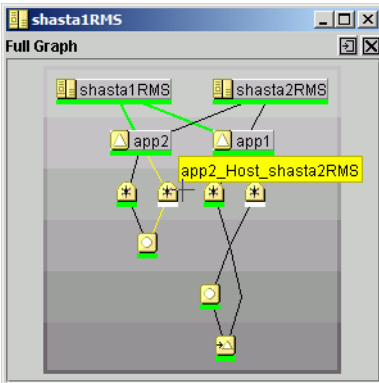 shasta1RMS
Full Graph
shasta1RMS shasta2RMS
app2 app1
app2_Host_shasta2RMS